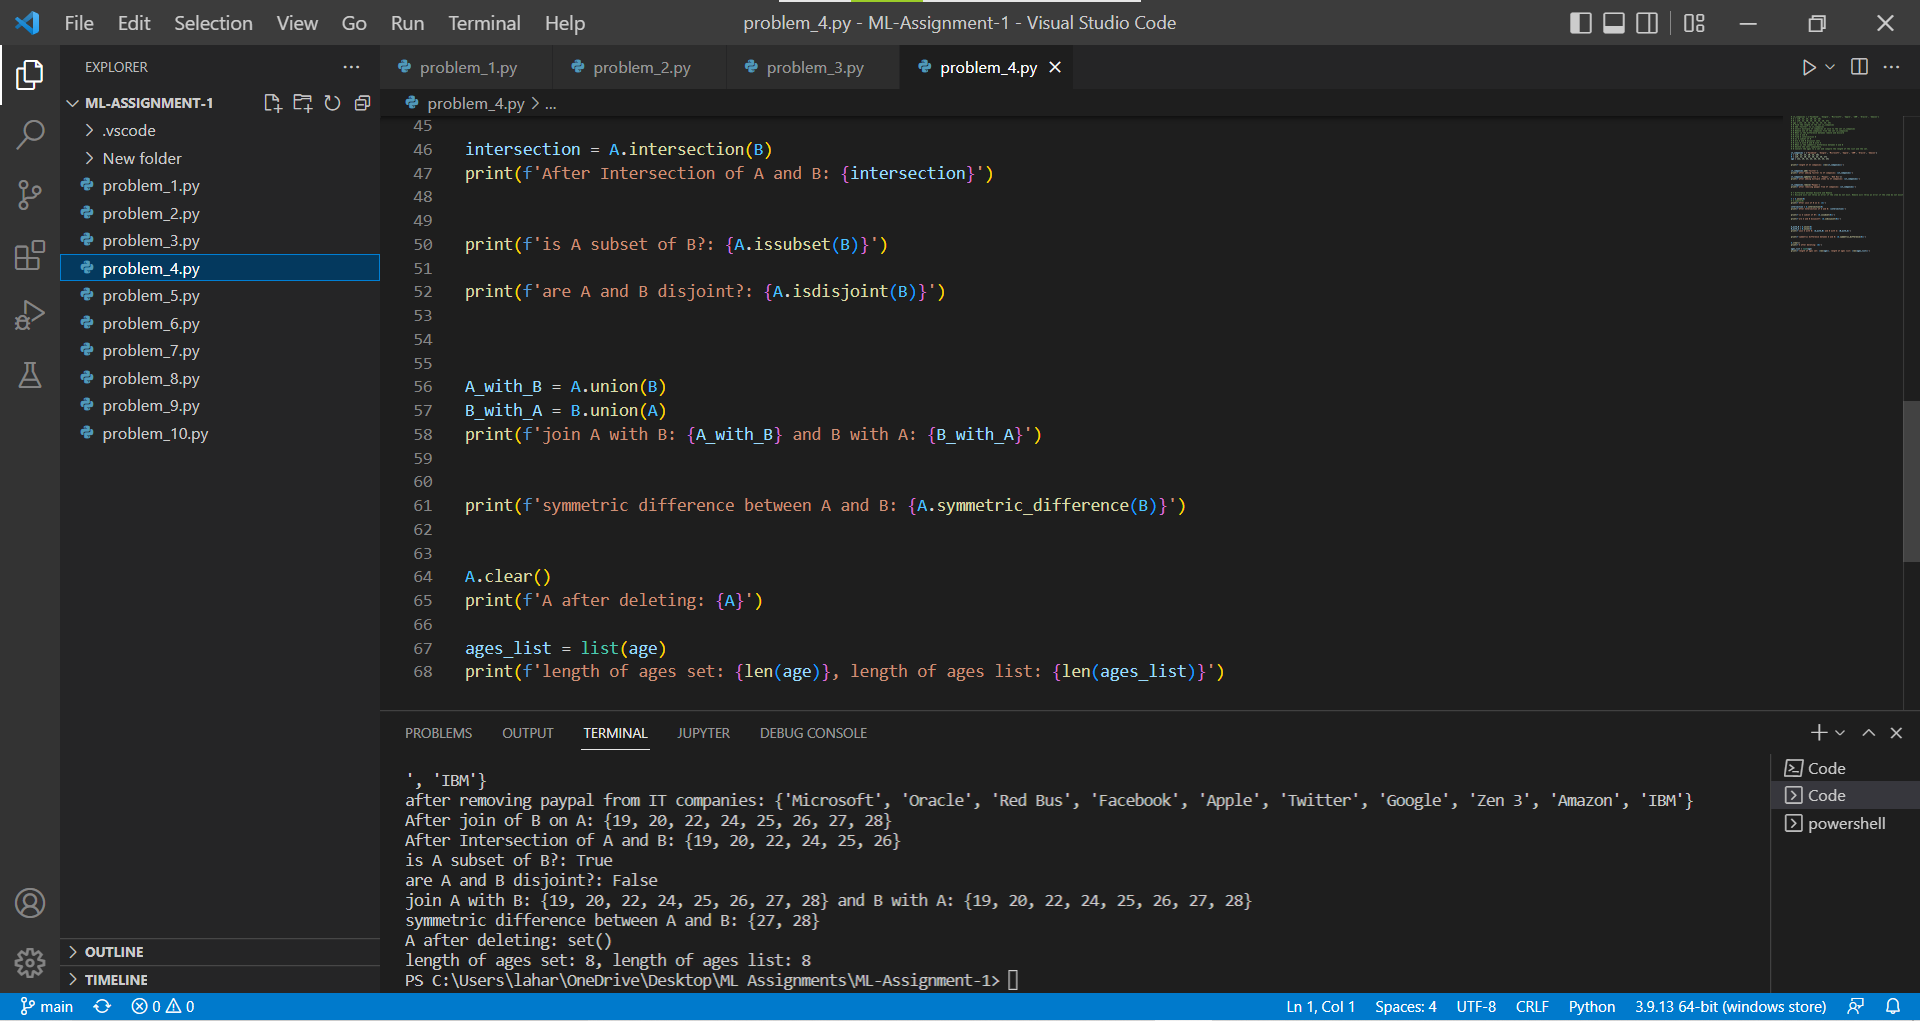 File Edit Selection View Go Run Terminal Help
problem_4.py - ML-Assignment-1 - Visual Studio Code
EXPLORER
ML-ASSIGNMENT-1
.vscode
New folder
problem_1.py
problem_2.py
problem_3.py
problem_4.py
problem_5.py
problem_6.py
problem_7.py
problem_8.py
problem_9.py
problem_10.py
OUTLINE
TIMELINE
problem_1.py problem_2.py problem_3.py problem_4.py
problem_4.py > ...
45
46 intersection = A.intersection(B)
47 print(f'After Intersection of A and B: {intersection}')
48
49
50 print(f'is A subset of B?: {A.issubset(B)}')
51
52 print(f'are A and B disjoint?: {A.isdisjoint(B)}')
53
54
55
56 A_with_B = A.union(B)
57 B_with_A = B.union(A)
58 print(f'join A with B: {A_with_B} and B with A: {B_with_A}')
59
60
61 print(f'symmetric difference between A and B: {A.symmetric_difference(B)}')
62
63
64 A.clear()
65 print(f'A after deleting: {A}')
66
67 ages_list = list(age)
68 print(f'length of ages set: {len(age)}, length of ages list: {len(ages_list)}')
PROBLEMS OUTPUT TERMINAL JUPYTER DEBUG CONSOLE
', 'IBM'}
after removing paypal from IT companies: {'Microsoft', 'Oracle', 'Red Bus', 'Facebook', 'Apple', 'Twitter', 'Google', 'Zen 3', 'Amazon', 'IBM'}
After join of B on A: {19, 20, 22, 24, 25, 26, 27, 28}
After Intersection of A and B: {19, 20, 22, 24, 25, 26}
is A subset of B?: True
are A and B disjoint?: False
join A with B: {19, 20, 22, 24, 25, 26, 27, 28} and B with A: {19, 20, 22, 24, 25, 26, 27, 28}
symmetric difference between A and B: {27, 28}
A after deleting: set()
length of ages set: 8, length of ages list: 8
PS C:\Users\lahar\OneDrive\Desktop\ML Assignments\ML-Assignment-1>
Code
Code
powershell
main 0 0
Ln 1, Col 1 Spaces: 4 UTF-8 CRLF Python 3.9.13 64-bit (windows store)